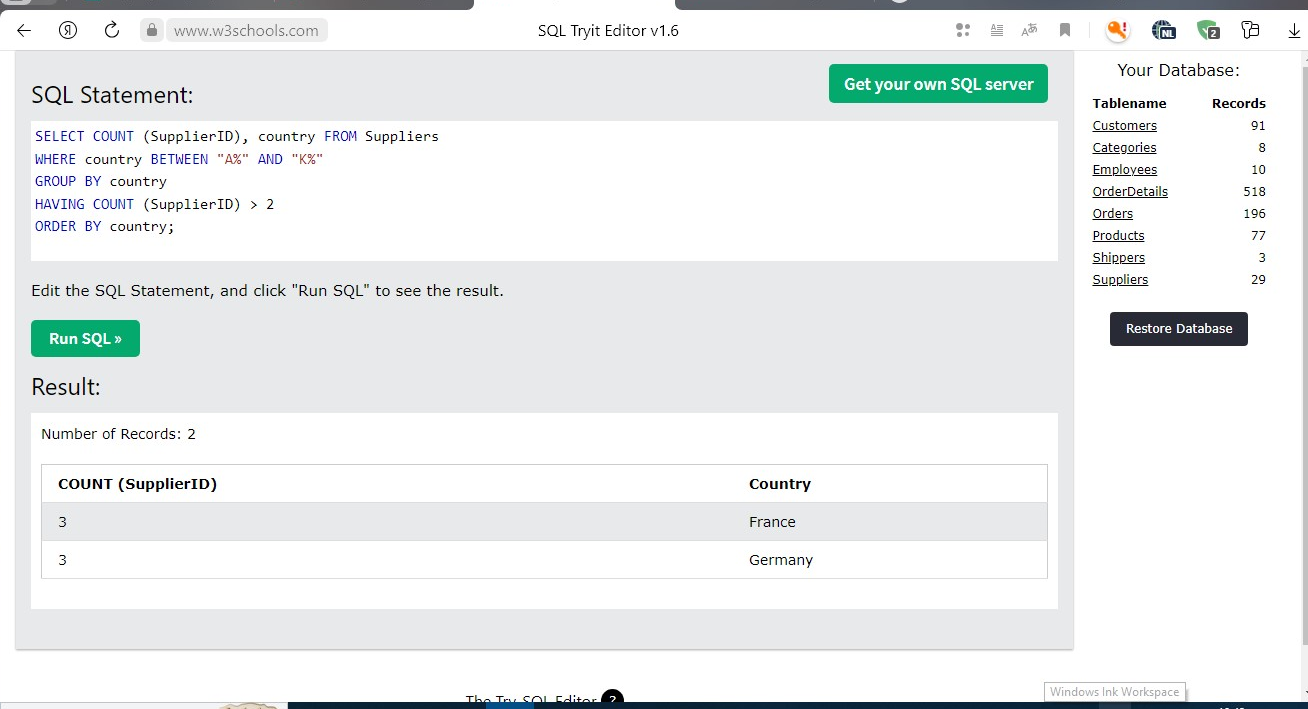 www.w3schools.com
SQL Tryit Editor v1.6
NL
2
SQL Statement:
Get your own SQL server
SELECT COUNT (SupplierID), country FROM Suppliers
WHERE country BETWEEN "A%" AND "K%"
GROUP BY country
HAVING COUNT (SupplierID) > 2
ORDER BY country;
Edit the SQL Statement, and click "Run SQL" to see the result.
Run SQL »
Result:
Number of Records: 2
COUNT (SupplierID) Country
3 France
3 Germany
Your Database:
Tablename Records
Customers 91
Categories 8
Employees 10
OrderDetails 518
Orders 196
Products 77
Shippers 3
Suppliers 29
Restore Database
The Try-SQL Editor ?
Windows Ink Workspace